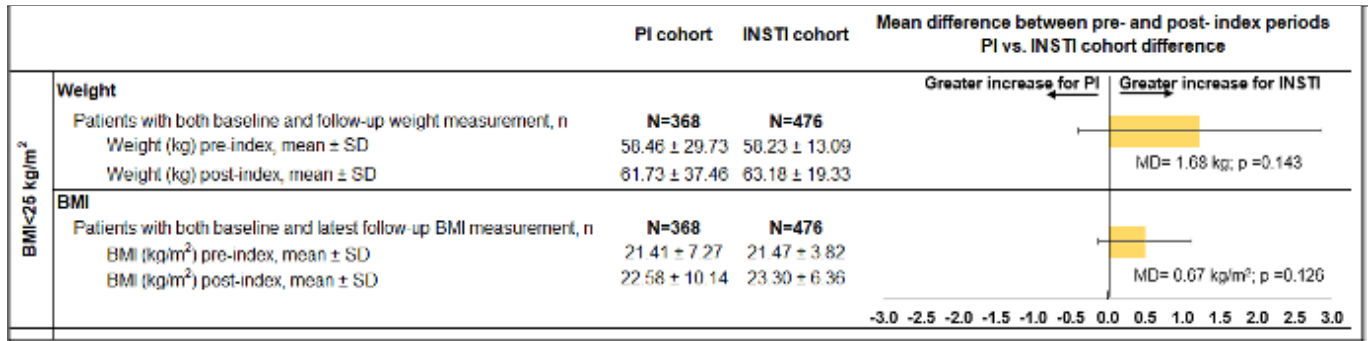 PI cohort INSTI cohort Mean difference between pre- and post- index periods
PI vs. INSTI cohort difference
Weight
Greater increase for PI Greater increase for INSTI
Patients with both baseline and follow-up weight measurement, n N=368 N=476
Weight (kg) pre-index, mean ± SD 58.46 ± 29.73 58.23 ± 13.09
Weight (kg) post-index, mean ± SD 61.73 ± 37.46 63.18 ± 19.33
MD= 1.68 kg; p =0.143
BMI<25 kg/m²
BMI
Patients with both baseline and latest follow-up BMI measurement, n N=368 N=476
BMI (kg/m²) pre-index, mean ± SD 21.41 ± 7.27 21.47 ± 3.82
BMI (kg/m²) post-index, mean ± SD 22.58 ± 10.14 23.30 ± 6.36
MD= 0.67 kg/m²; p =0.126
-3.0 -2.5 -2.0 -1.5 -1.0 -0.5 0.0 0.5 1.0 1.5 2.0 2.5 3.0